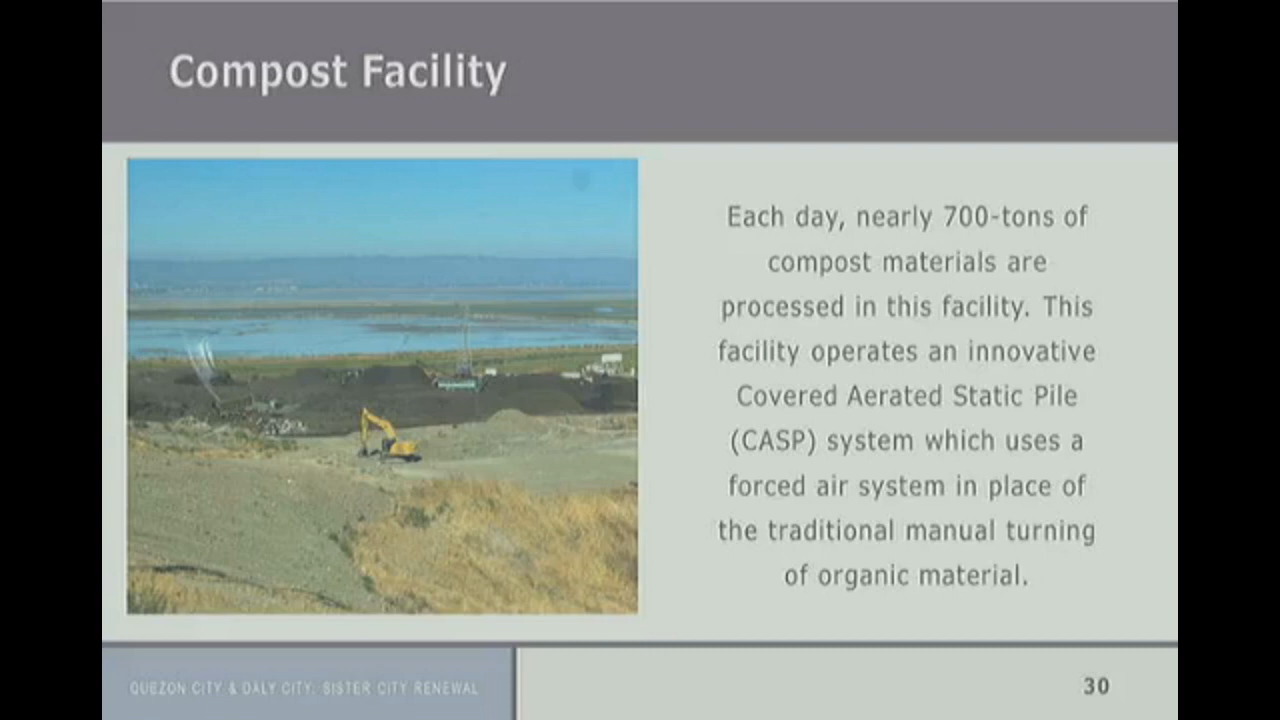 Compost Facility
Each day, nearly 700-tons of
compost materials are
processed in this facility. This
facility operates an innovative
Covered Aerated Static Pile
(CASP) system which uses a
forced air system in place of
the traditional manual turning
of organic material.
QUEZON CITY & DALY CITY: SISTER CITY RENEWAL
30